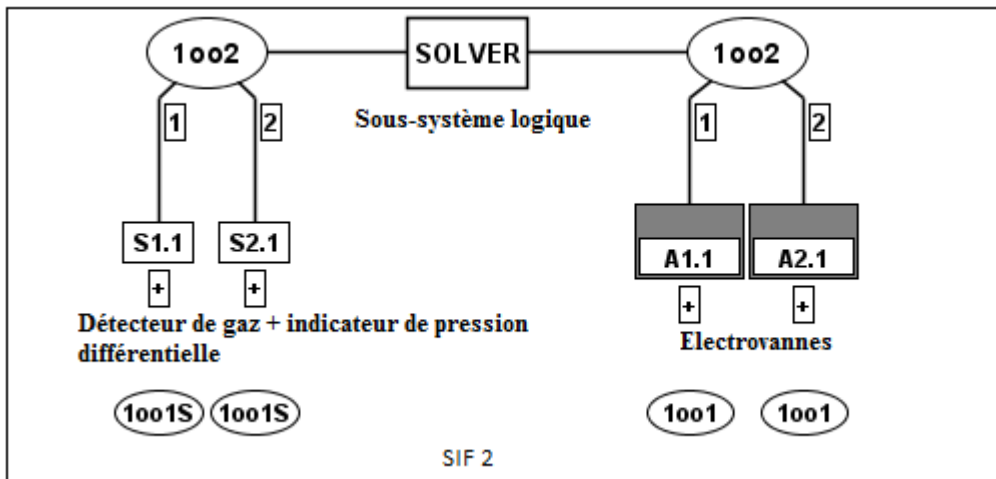 1oo2
SOLVER
1oo2
Sous-système logique
1
2
1
2
S1.1
S2.1
A1.1
A2.1
+
+
+
+
Détecteur de gaz + indicateur de pression
différentielle
Electrovannes
1oo1S
1oo1S
1oo1
1oo1
SIF 2